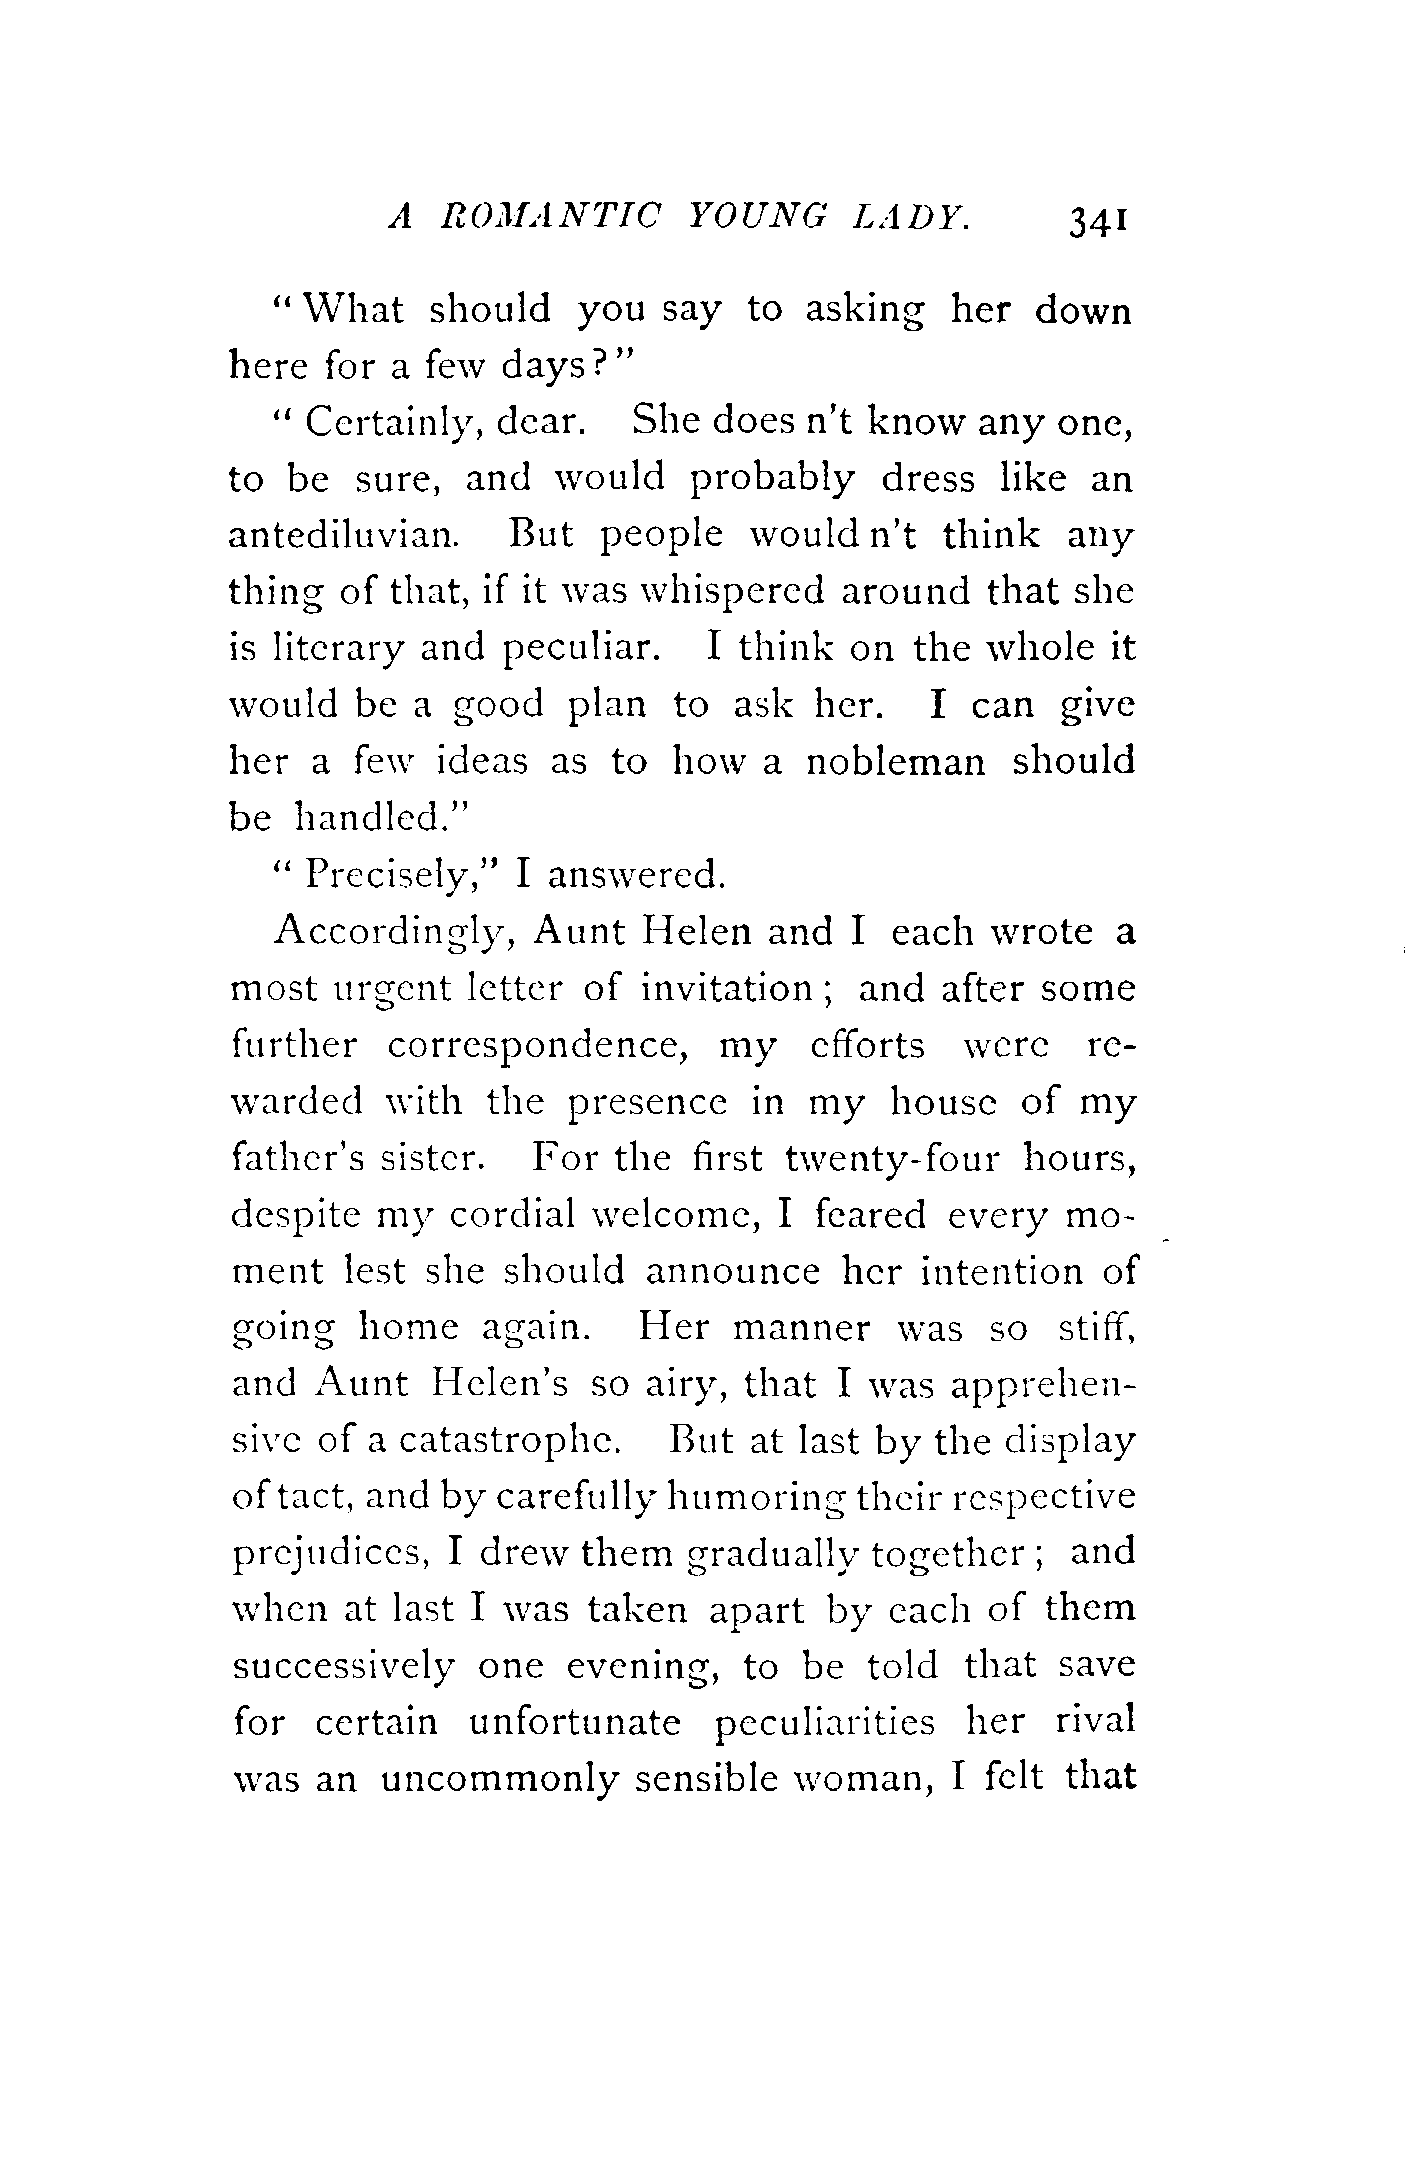 A ROMANTIC YOUNG LADY. 341
“ What should you say to asking her down
here for a few days? ”
“ Certainly, dear. She does n't know any one,
to be sure, and would probably dress like an
antediluvian. But people would n't think any
thing of that, if it was whispered around that she
is literary and peculiar. I think on the whole it
would be a good plan to ask her. I can give
her a few ideas as to how a nobleman should
be handled.”
“ Precisely,” I answered.
Accordingly, Aunt Helen and I each wrote a
most urgent letter of invitation ; and after some
further correspondence, my efforts were re-
warded with the presence in my house of my
father's sister. For the first twenty-four hours,
despite my cordial welcome, I feared every mo-
ment lest she should announce her intention of
going home again. Her manner was so stiff,
and Aunt Helen's so airy, that I was apprehen-
sive of a catastrophe. But at last by the display
of tact, and by carefully humoring their respective
prejudices, I drew them gradually together ; and
when at last I was taken apart by each of them
successively one evening, to be told that save
for certain unfortunate peculiarities her rival
was an uncommonly sensible woman, I felt that